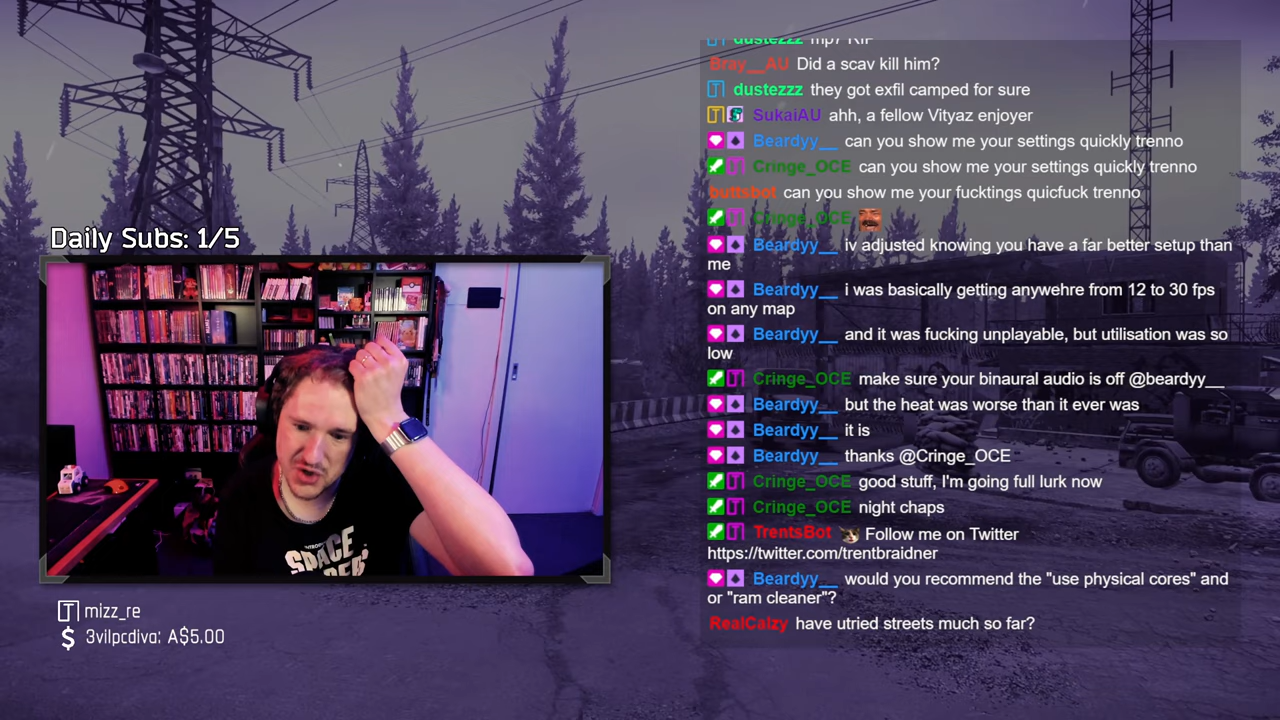 dustezzz mp7 RIP
Bray__AU Did a scav kill him?
dustezzz they got exfil camped for sure
SukaiAU ahh, a fellow Vityaz enjoyer
Beardyy__ can you show me your settings quickly trenno
Cringe_OCE can you show me your settings quickly trenno
buttsbot can you show me your fucktings quicfuck trenno
Cringe_OCE
Beardyy__ iv adjusted knowing you have a far better setup than
me
Beardyy__ i was basically getting anywehre from 12 to 30 fps
on any map
Beardyy__ and it was fucking unplayable, but utilisation was so
low
Cringe_OCE make sure your binaural audio is off @beardyy__
Beardyy__ but the heat was worse than it ever was
Beardyy__ it is
Beardyy__ thanks @Cringe_OCE
Cringe_OCE good stuff, I'm going full lurk now
Cringe_OCE night chaps
TrentsBot Follow me on Twitter
https://twitter.com/trentbraidner
Beardyy__ would you recommend the "use physical cores" and
or "ram cleaner"?
RealCalzy have utried streets much so far?
Daily Subs: 1/5
SPACE
mizz_re
$ 3vilpcdiva: A$5.00